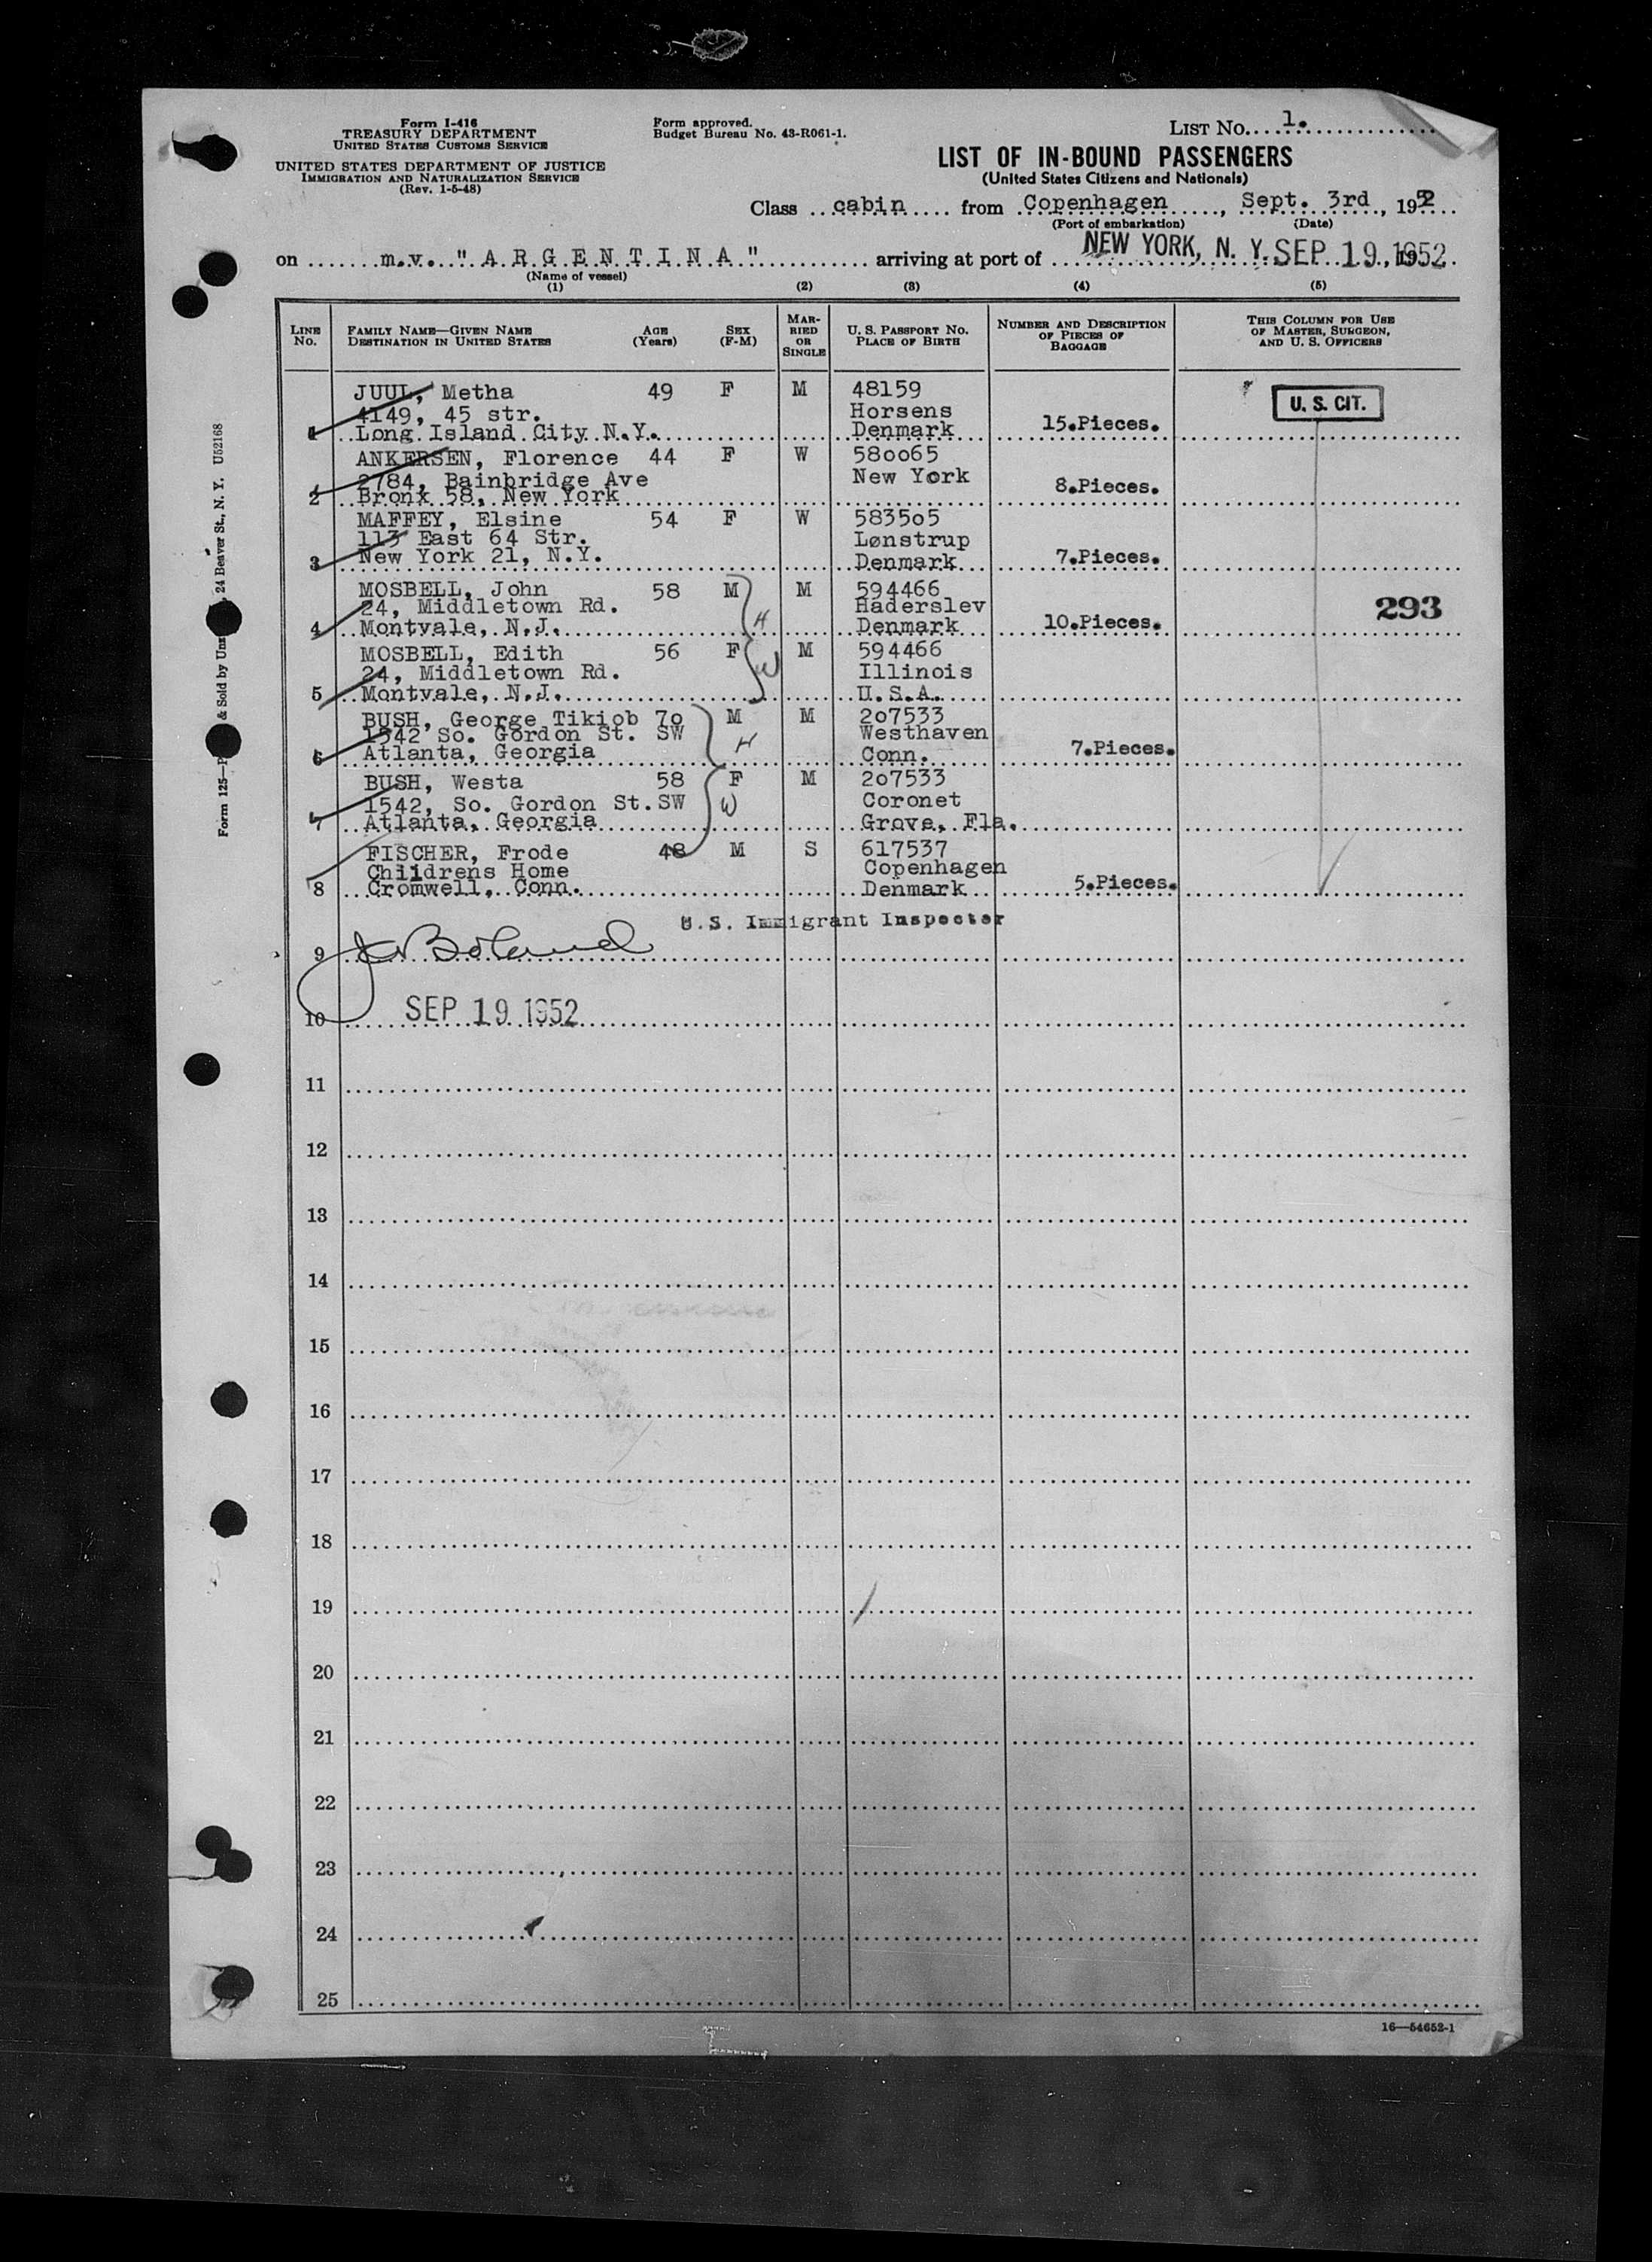 Form I-416
TREASURY DEPARTMENT
UNITED STATES CUSTOMS SERVICE
UNITED STATES DEPARTMENT OF JUSTICE
IMMIGRATION AND NATURALIZATION SERVICE
(Rev. 1-5-48)
Form approved.
Budget Bureau No. 43-R061-1.
LIST NO. 1.
LIST OF IN-BOUND PASSENGERS
(United States Citizens and Nationals)
Class cabin from Copenhagen, Sept. 3rd, 1952
(Port of embarkation) (Date)
on m.v. "ARGENTINA" arriving at port of NEW YORK, N. Y. SEP 19 1952
(Name of vessel)
(1) (2) (3) (4) (5)
LINE NO. FAMILY NAME—GIVEN NAME DESTINATION IN UNITED STATES AGE (Years) SEX (F-M) MARRIED OR SINGLE U. S. PASSPORT NO. PLACE OF BIRTH NUMBER AND DESCRIPTION OF PIECES OF BAGGAGE THIS COLUMN FOR USE OF MASTER, SURGEON, AND U. S. OFFICERS
JUUL, Metha 49 F M 48159 U. S. CIT.
4149, 45 str. Horsens
1 Long Island City N.Y. Denmark 15.Pieces.
ANKERSEN, Florence 44 F W 580065
2784, Bainbridge Ave New York
2 Bronx 58, New York 8.Pieces.
MAFFEY, Elsine 54 F W 583505
113 East 64 Str. Lønstrup
3 New York 21, N.Y. Denmark 7.Pieces.
MOSBELL, John 58 M M 594466
24, Middletown Rd. Haderslev 293
4 Montvale, N.J. H Denmark 10.Pieces.
MOSBELL, Edith 56 F M 594466
24, Middletown Rd. W Illinois
5 Montvale, N.J. U.S.A.
BUSH, George Tikiob 70 M M 207533
1542 So. Gordon St. SW H Westhaven
6 Atlanta, Georgia Conn. 7.Pieces.
BUSH, Westa 58 F M 207533
1542, So. Gordon St. SW W Coronet
7 Atlanta, Georgia Grove, Fla.
FISCHER, Frode 48 M S 617537
Childrens Home Copenhagen
8 Cromwell, Conn. Denmark 5.Pieces.
U.S. Immigrant Inspector
9 Boland
10 SEP 19 1952
11
12
13
14
15
16
17
18
19
20
21
22
23
24
25
16—54652-1
24 Beaver St., N. Y. U52168
& Sold by
Form 125